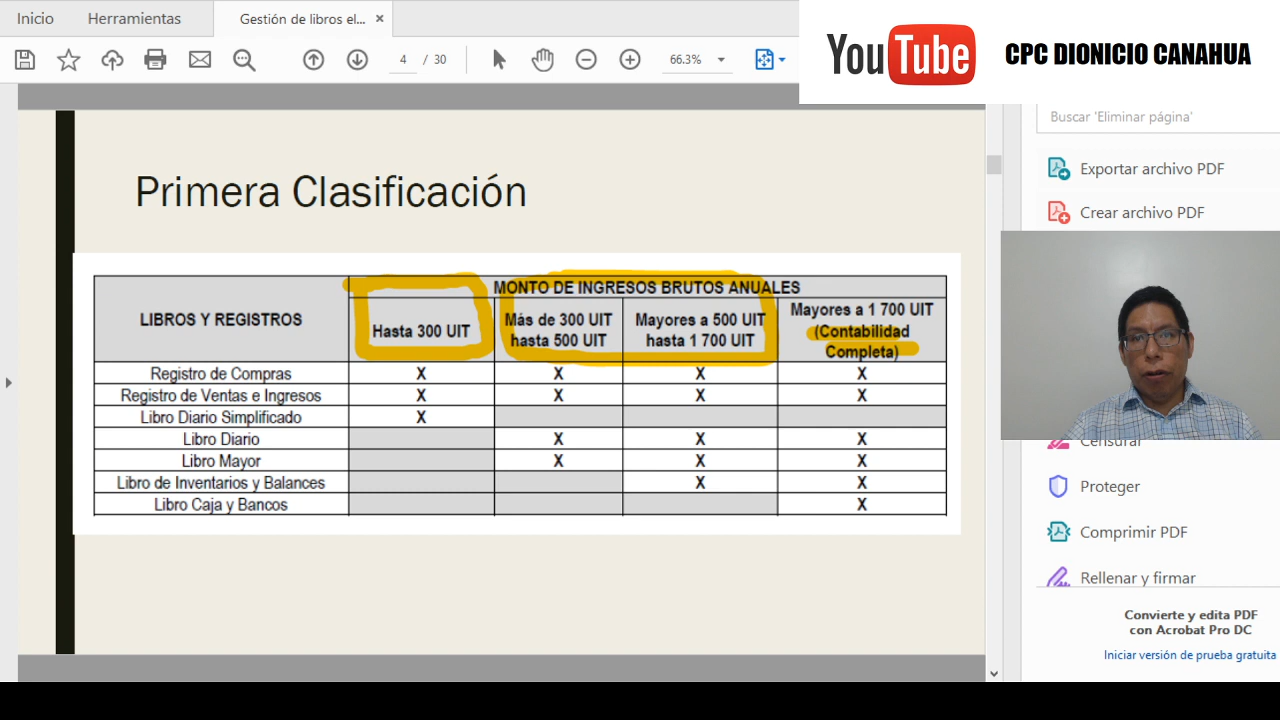 Inicio
Herramientas
Gestión de libros el... ×
4 / 30
66.3%
YouTube
CPC DIONICIO CANAHUA
Buscar 'Eliminar página'
Exportar archivo PDF
Crear archivo PDF
Censurar
Proteger
Comprimir PDF
Rellenar y firmar
Convierte y edita PDF
con Acrobat Pro DC
Iniciar versión de prueba gratuita
Primera Clasificación
LIBROS Y REGISTROS
MONTO DE INGRESOS BRUTOS ANUALES
Hasta 300 UIT
Más de 300 UIT
hasta 500 UIT
Mayores a 500 UIT
hasta 1 700 UIT
Mayores a 1 700 UIT
(Contabilidad
Completa)
Registro de Compras X X X X
Registro de Ventas e Ingresos X X X X
Libro Diario Simplificado X
Libro Diario X X X
Libro Mayor X X X
Libro de Inventarios y Balances X X
Libro Caja y Bancos X